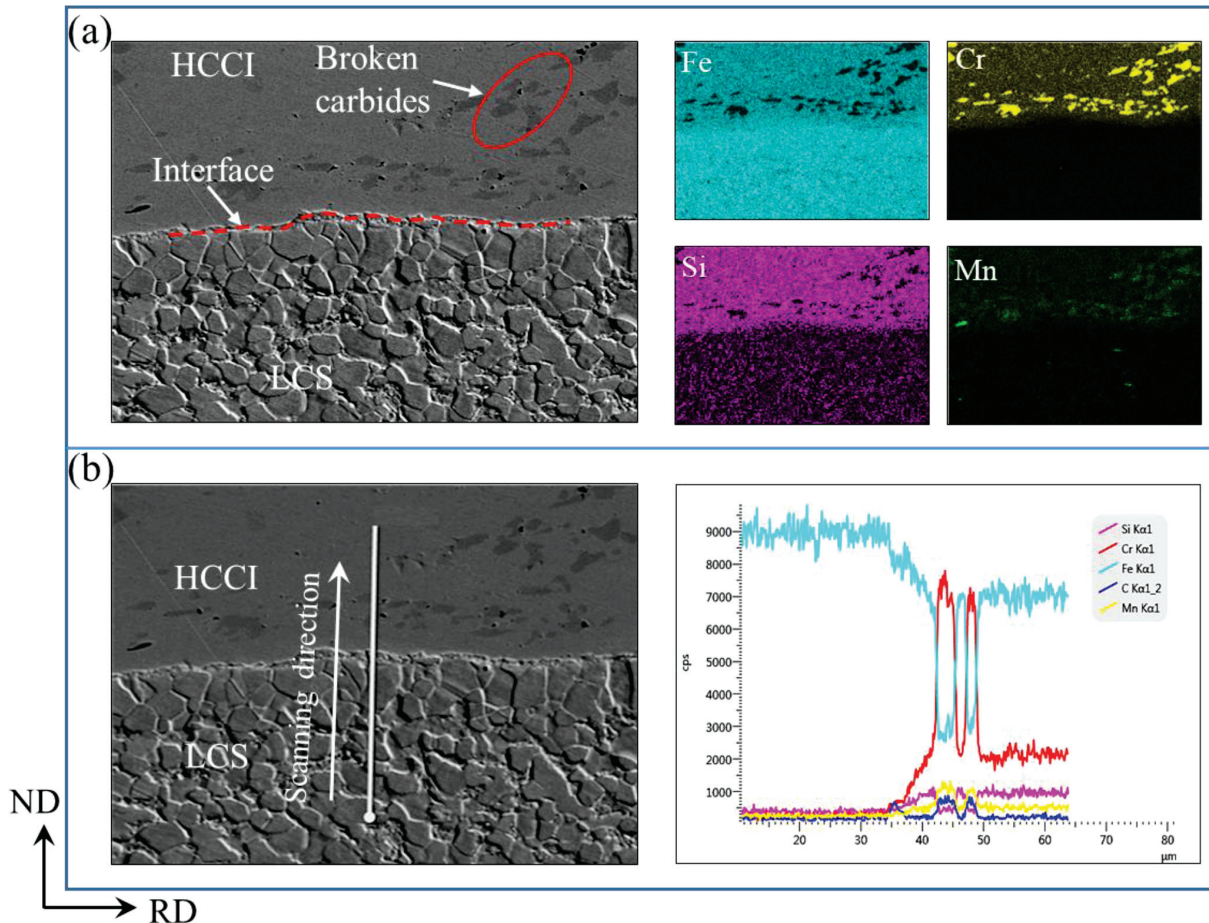 (a)
HCCI
Broken
carbides
Interface
LCS
Fe
Cr
Si
Mn
(b)
HCCI
Scanning direction
LCS
9000
8000
7000
6000
5000
4000
3000
2000
1000
cps
Si Kα1
Cr Kα1
Fe Kα1
C Kα1_2
Mn Kα1
20
30
40
50
60
70
80
μm
ND
RD